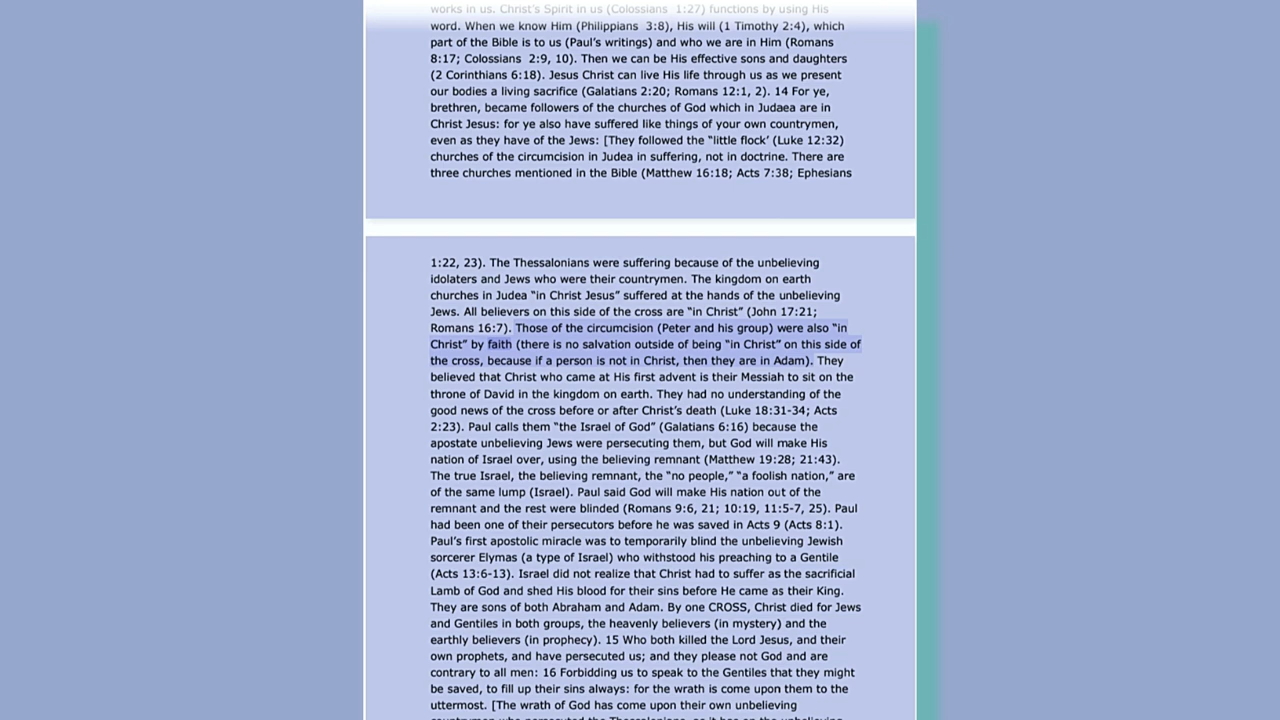 works in us. Christ's Spirit in us (Colossians 1:27) functions by using His
word. When we know Him (Philippians 3:8), His will (1 Timothy 2:4), which
part of the Bible is to us (Paul's writings) and who we are in Him (Romans
8:17; Colossians 2:9, 10). Then we can be His effective sons and daughters
(2 Corinthians 6:18). Jesus Christ can live His life through us as we present
our bodies a living sacrifice (Galatians 2:20; Romans 12:1, 2). 14 For ye,
brethren, became followers of the churches of God which in Judaea are in
Christ Jesus: for ye also have suffered like things of your own countrymen,
even as they have of the Jews: [They followed the “little flock’ (Luke 12:32)
churches of the circumcision in Judea in suffering, not in doctrine. There are
three churches mentioned in the Bible (Matthew 16:18; Acts 7:38; Ephesians
1:22, 23). The Thessalonians were suffering because of the unbelieving
idolaters and Jews who were their countrymen. The kingdom on earth
churches in Judea “in Christ Jesus” suffered at the hands of the unbelieving
Jews. All believers on this side of the cross are “in Christ” (John 17:21;
Romans 16:7). Those of the circumcision (Peter and his group) were also “in
Christ” by faith (there is no salvation outside of being “in Christ” on this side of
the cross, because if a person is not in Christ, then they are in Adam). They
believed that Christ who came at His first advent is their Messiah to sit on the
throne of David in the kingdom on earth. They had no understanding of the
good news of the cross before or after Christ's death (Luke 18:31-34; Acts
2:23). Paul calls them “the Israel of God” (Galatians 6:16) because the
apostate unbelieving Jews were persecuting them, but God will make His
nation of Israel over, using the believing remnant (Matthew 19:28; 21:43).
The true Israel, the believing remnant, the “no people,” “a foolish nation,” are
of the same lump (Israel). Paul said God will make His nation out of the
remnant and the rest were blinded (Romans 9:6, 21; 10:19, 11:5-7, 25). Paul
had been one of their persecutors before he was saved in Acts 9 (Acts 8:1).
Paul's first apostolic miracle was to temporarily blind the unbelieving Jewish
sorcerer Elymas (a type of Israel) who withstood his preaching to a Gentile
(Acts 13:6-13). Israel did not realize that Christ had to suffer as the sacrificial
Lamb of God and shed His blood for their sins before He came as their King.
They are sons of both Abraham and Adam. By one CROSS, Christ died for Jews
and Gentiles in both groups, the heavenly believers (in mystery) and the
earthly believers (in prophecy). 15 Who both killed the Lord Jesus, and their
own prophets, and have persecuted us; and they please not God and are
contrary to all men: 16 Forbidding us to speak to the Gentiles that they might
be saved, to fill up their sins always: for the wrath is come upon them to the
uttermost. [The wrath of God has come upon their own unbelieving